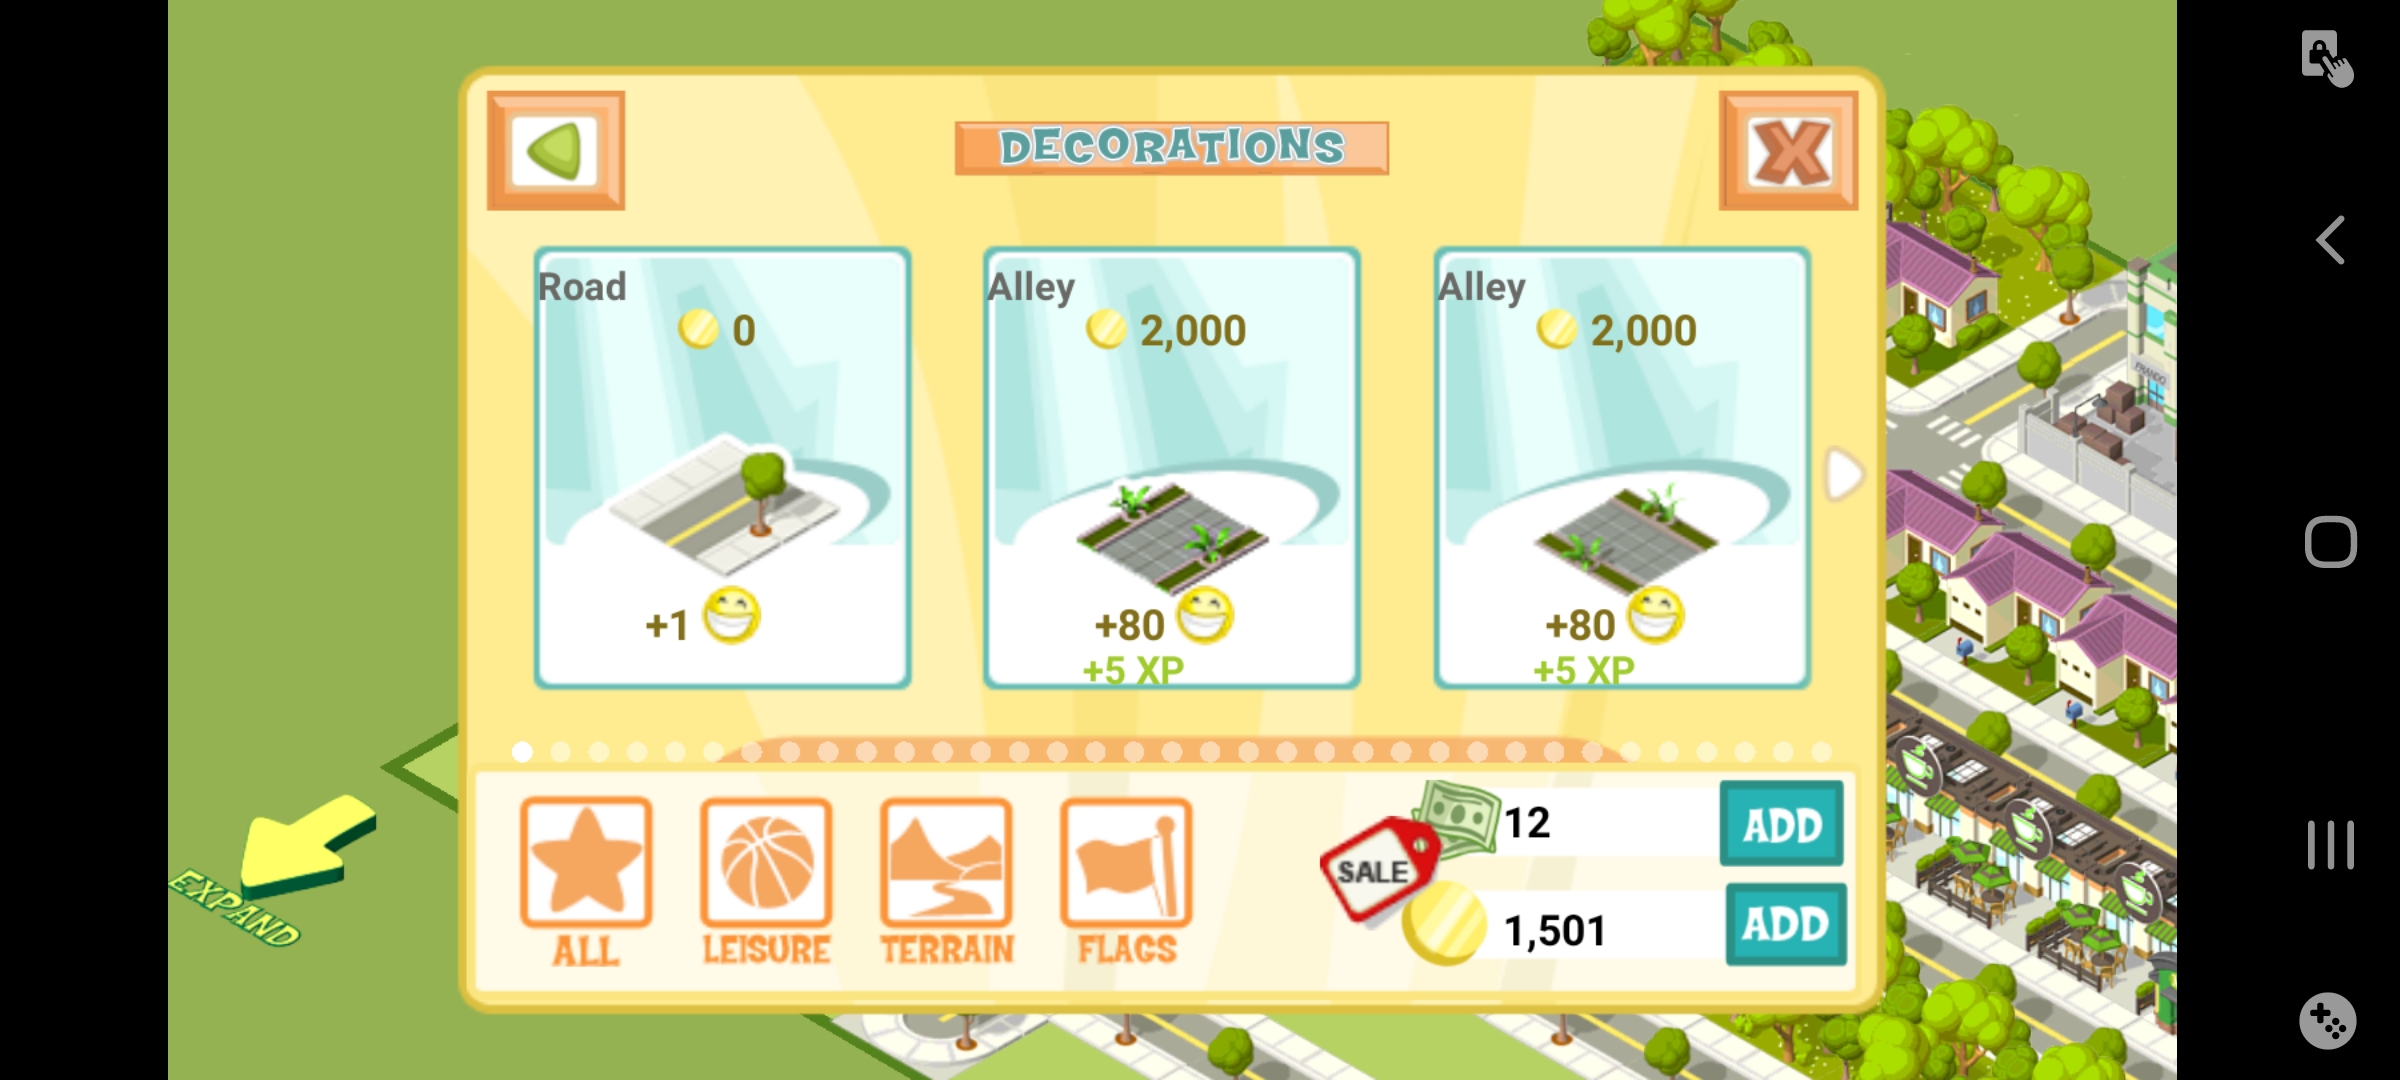 DECORATIONS
Road
0
+1
Alley
2,000
+80
+5 XP
Alley
2,000
+80
+5 XP
ALL
LEISURE
TERRAIN
FLAGS
SALE
12
ADD
1,501
ADD
EXPAND